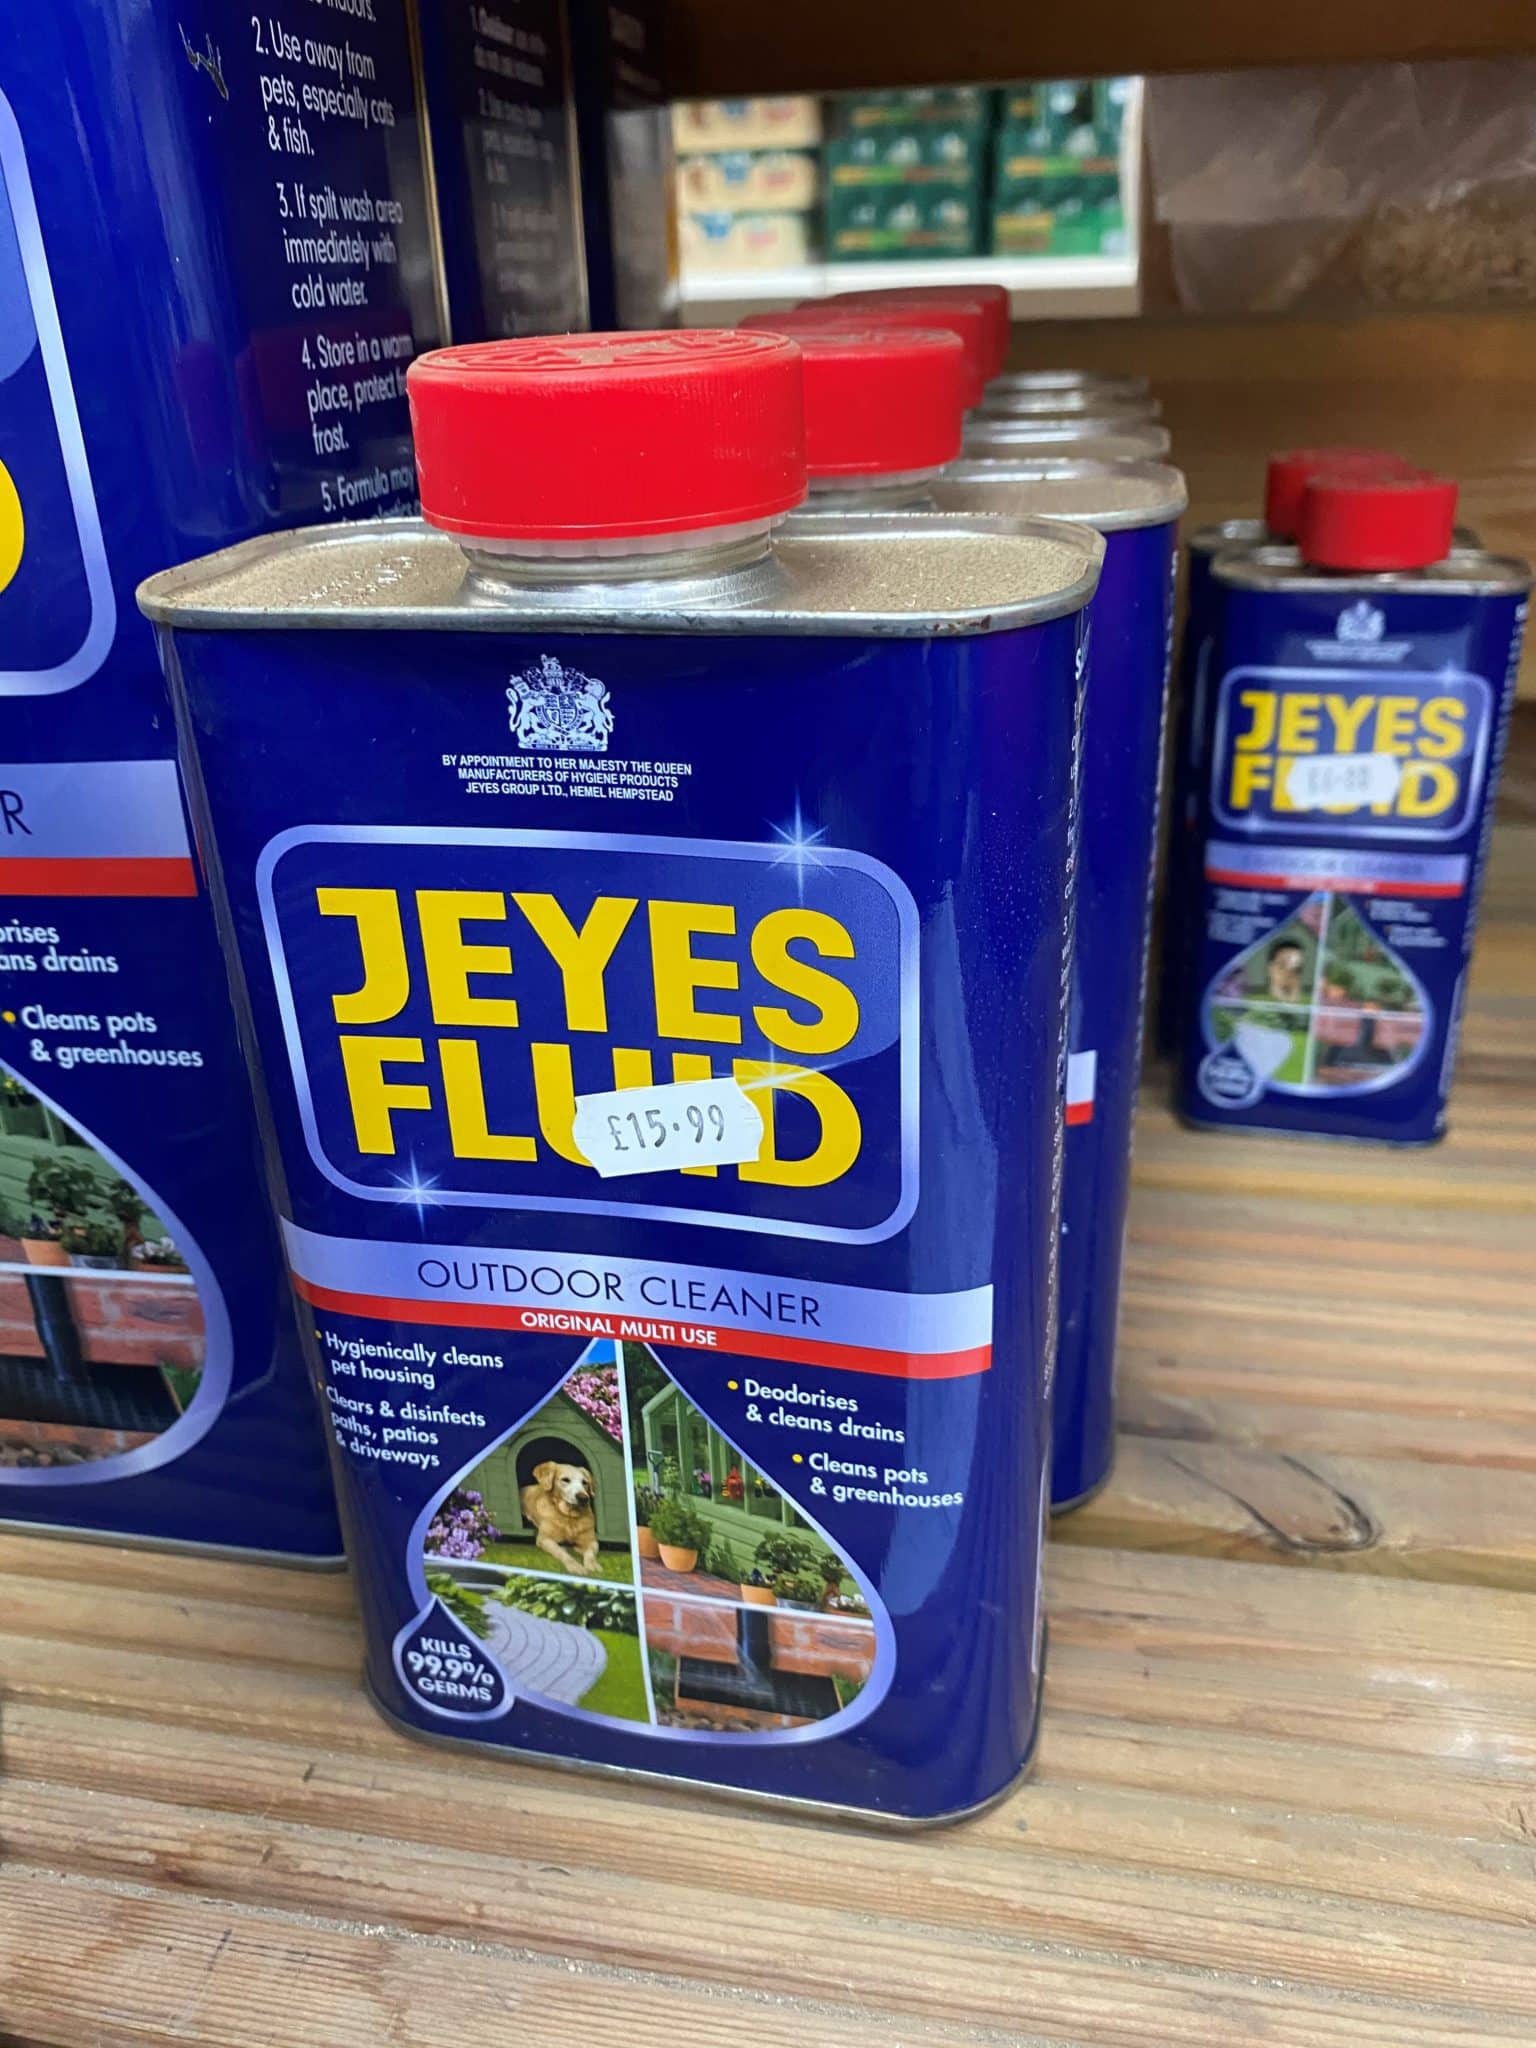 2. Use away from
pets, especially cats
& fish.
3. If spilt wash area
immediately with
cold water.
4. Store in a warm
place, protect
frost.
5. Formula may
R
ans drains
• Cleans pots
& greenhouses
BY APPOINTMENT TO HER MAJESTY THE QUEEN
MANUFACTURERS OF HYGIENE PRODUCTS
JEYES GROUP LTD., HEMEL HEMPSTEAD
JEYES
FLUID
£15.99
OUTDOOR CLEANER
ORIGINAL MULTI USE
• Hygienically cleans
pet housing
• Clears & disinfects
paths, patios
& driveways
• Deodorises
& cleans drains
• Cleans pots
& greenhouses
KILLS
99.9%
GERMS
JEYES
FLUID